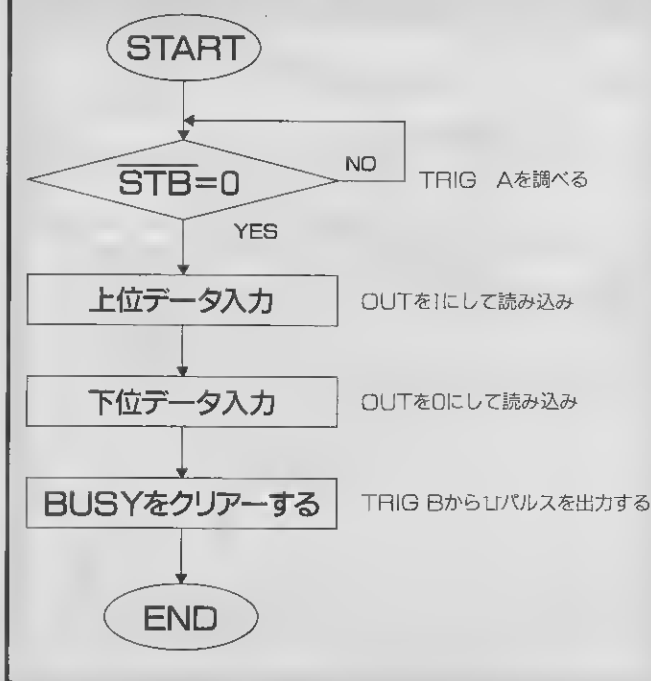 START
STB=0
NO
TRIG Aを調べる
YES
上位データ入力
OUTを1にして読み込み
下位データ入力
OUTを0にして読み込み
BUSYをクリアーする
TRIG Bからパルスを出力する
END